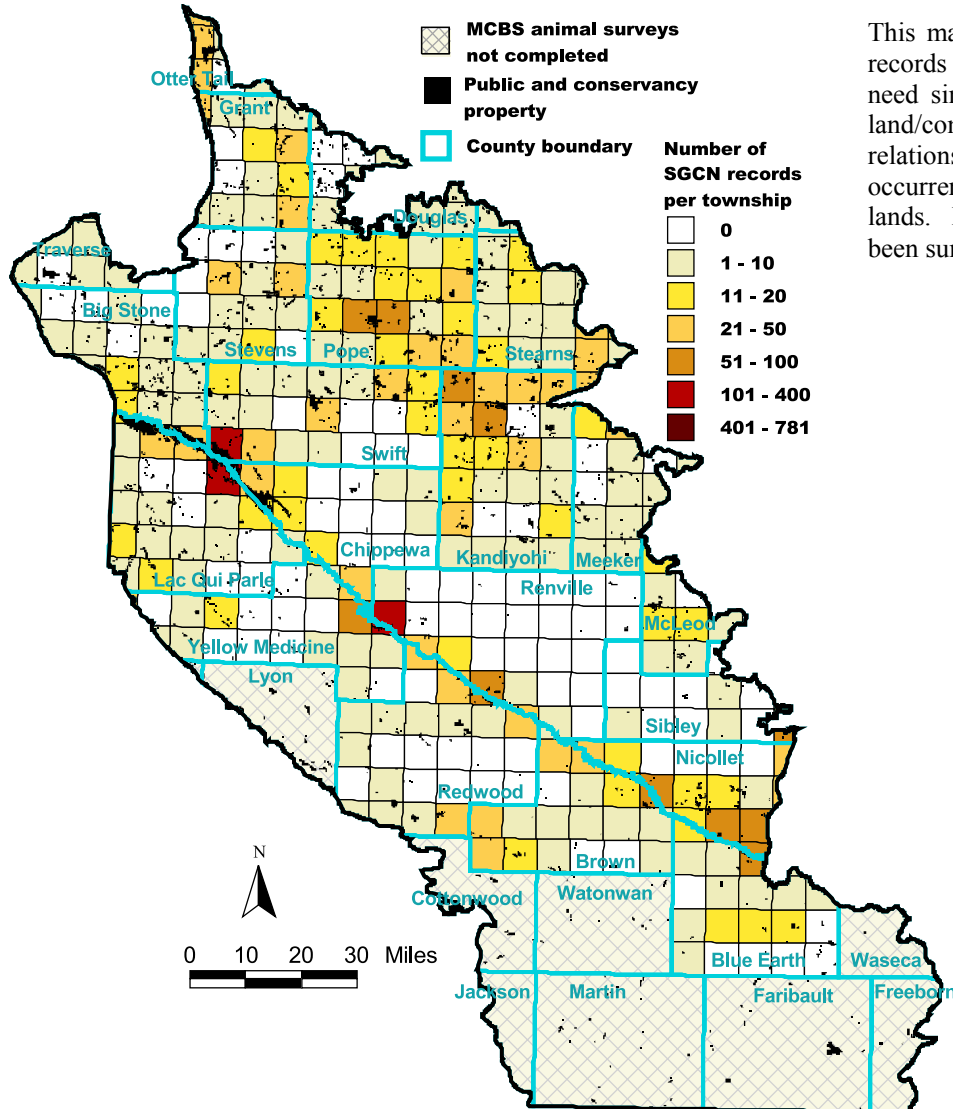 MCBS animal surveys
not completed
Public and conservancy
property
County boundary
Number of
SGCN records
per township
0
1 - 10
11 - 20
21 - 50
51 - 100
101 - 400
401 - 781
This ma
records
need sin
land/con
relations
occurren
lands.
been sur
Otter Tail
Grant
Douglas
Traverse
Big Stone
Stevens
Pope
Stearns
Swift
Chippewa
Kandiyohi
Meeker
Lac Qui Parle
Renville
McLeod
Yellow Medicine
Lyon
Sibley
Nicollet
Redwood
Brown
Cottonwood
Watonwan
Blue Earth
Waseca
Jackson
Martin
Faribault
Freeborn
N
0 10 20 30 Miles